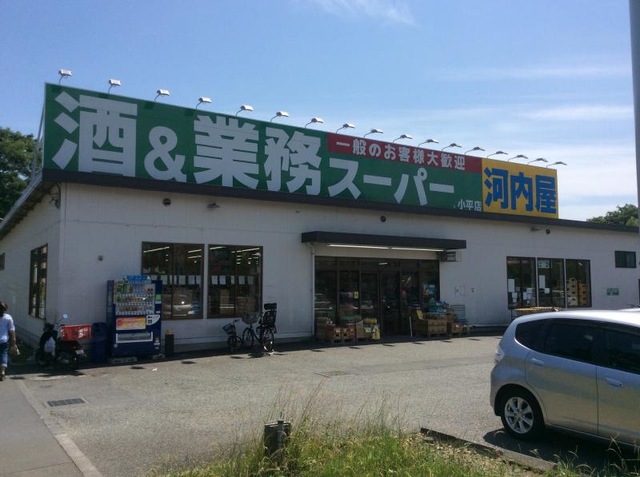 酒&業務スーパー
一般のお客様大歓迎
小平店
河内屋